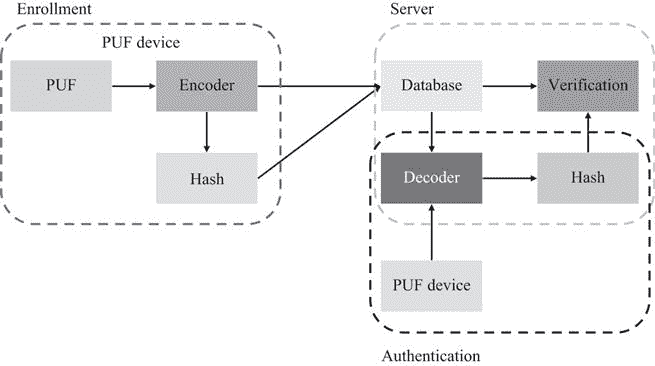 Enrollment
Server
PUF device
PUF
Encoder
Database
Verification
Hash
Decoder
Hash
PUF device
Authentication